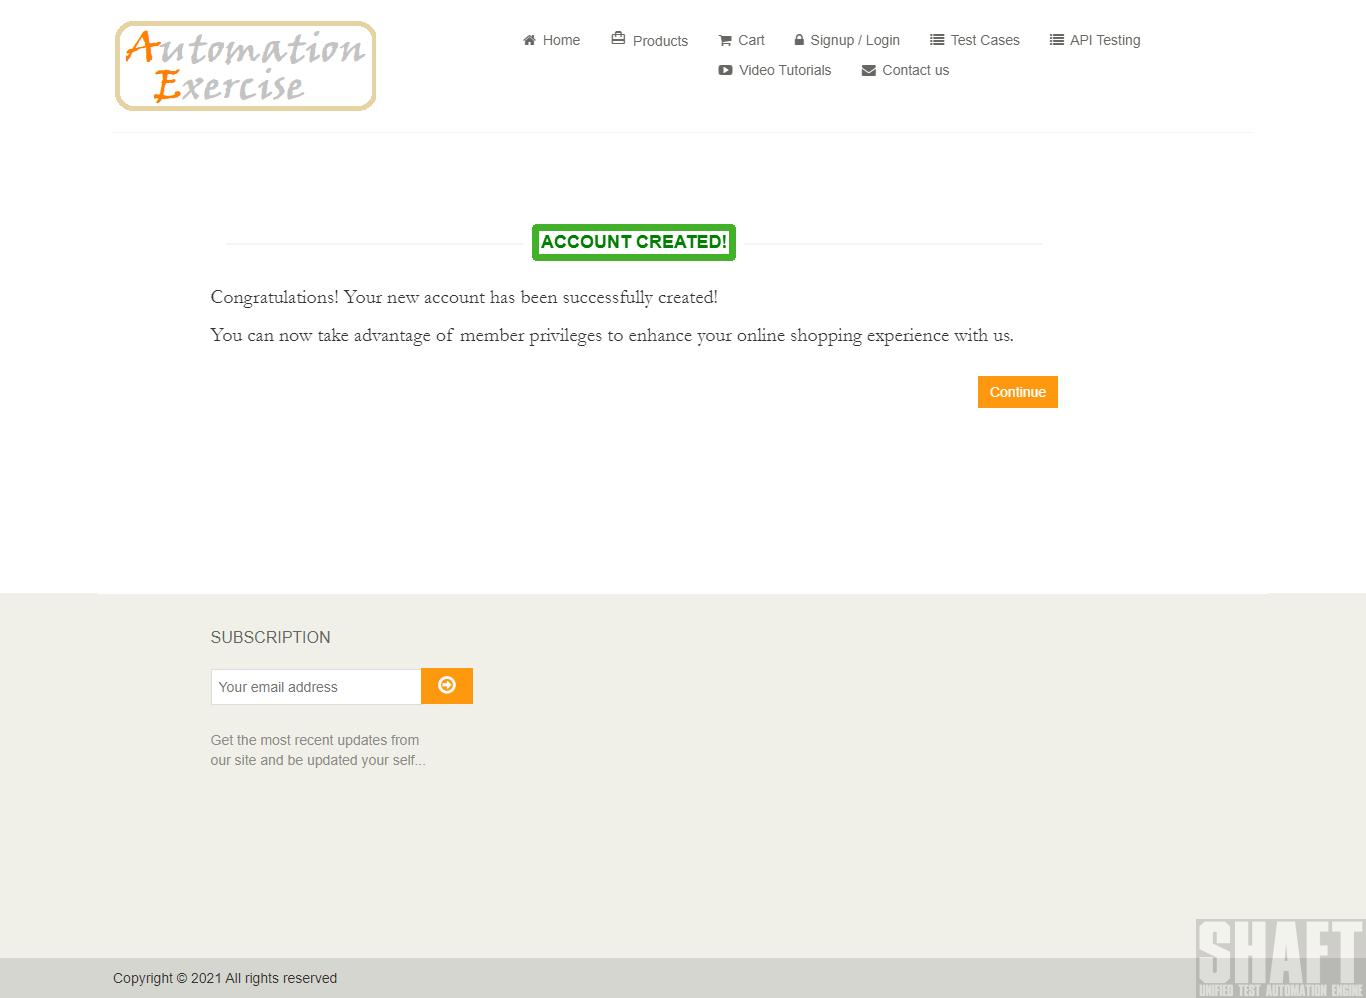 Automation
Exercise
Home
Products
Cart
Signup / Login
Test Cases
API Testing
Video Tutorials
Contact us
ACCOUNT CREATED!
Congratulations! Your new account has been successfully created!
You can now take advantage of member privileges to enhance your online shopping experience with us.
Continue
SUBSCRIPTION
Your email address
Get the most recent updates from
our site and be updated your self...
Copyright © 2021 All rights reserved
SHAFT
UNIFIED TEST AUTOMATION ENGINE